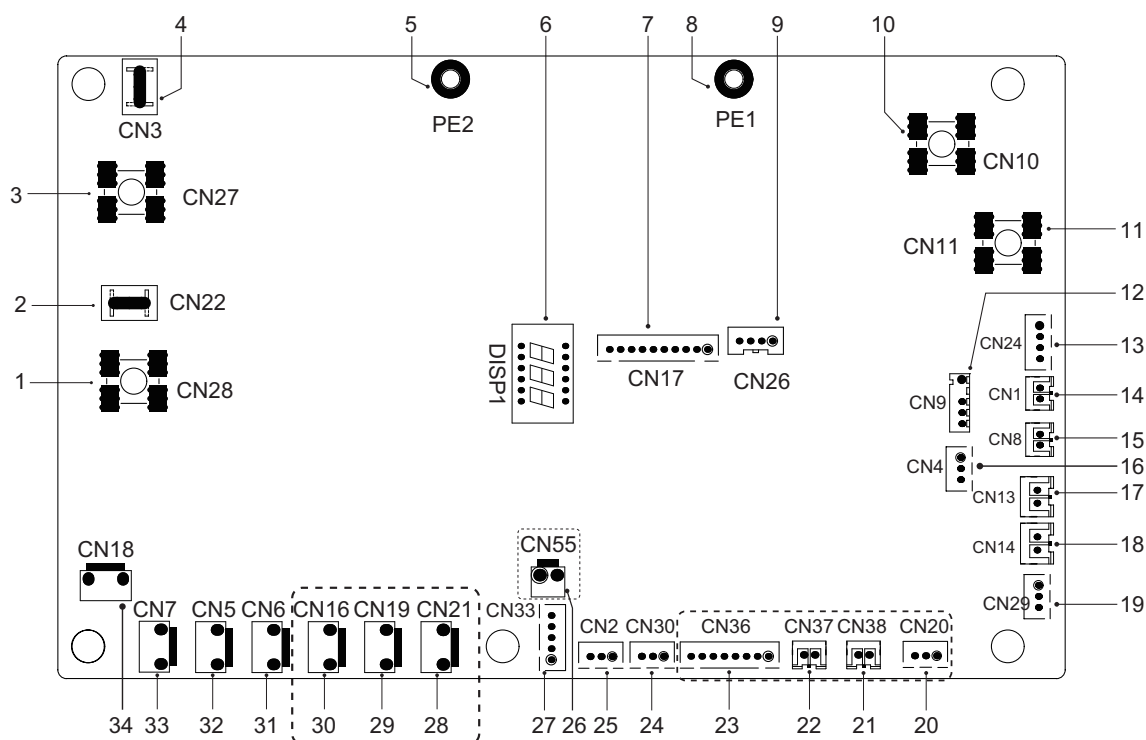 4 5 6 7 8 9 10
CN3 PE2 PE1
CN10
3 CN27
CN11 11
12
2 CN22
CN24 13
DISP1 CN17 CN26
1 CN28
CN9 CN1 14
CN8 15
CN4 16
CN13 17
CN55 CN14 18
CN18
CN7 CN5 CN6 CN16 CN19 CN21 CN33 CN29 19
CN2 CN30 CN36 CN37 CN38 CN20
34 33 32 31 30 29 28 27 26 25 24 23 22 21 20